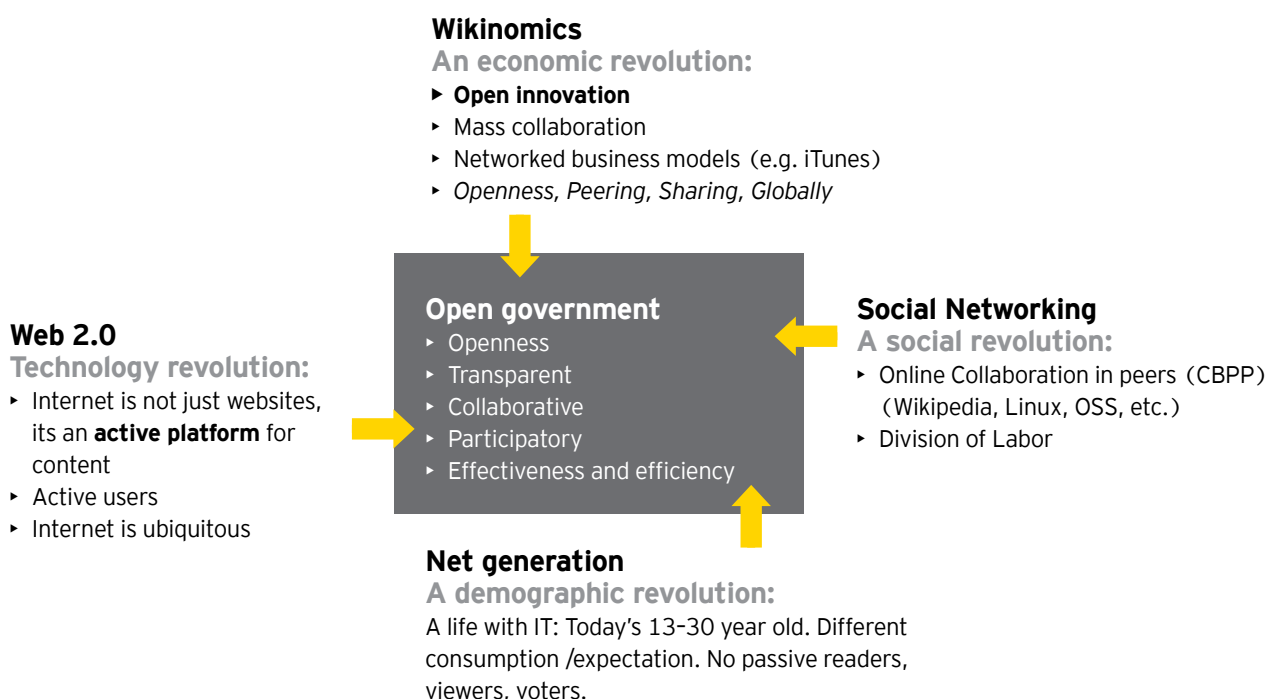 Wikinomics
An economic revolution:
‣ Open innovation
‣ Mass collaboration
‣ Networked business models (e.g. iTunes)
‣ Openness, Peering, Sharing, Globally
Open government
‣ Openness
‣ Transparent
‣ Collaborative
‣ Participatory
‣ Effectiveness and efficiency
Web 2.0
Technology revolution:
‣ Internet is not just websites,
its an active platform for
content
‣ Active users
‣ Internet is ubiquitous
Social Networking
A social revolution:
‣ Online Collaboration in peers (CBPP)
(Wikipedia, Linux, OSS, etc.)
‣ Division of Labor
Net generation
A demographic revolution:
A life with IT: Today's 13–30 year old. Different
consumption /expectation. No passive readers,
viewers, voters.